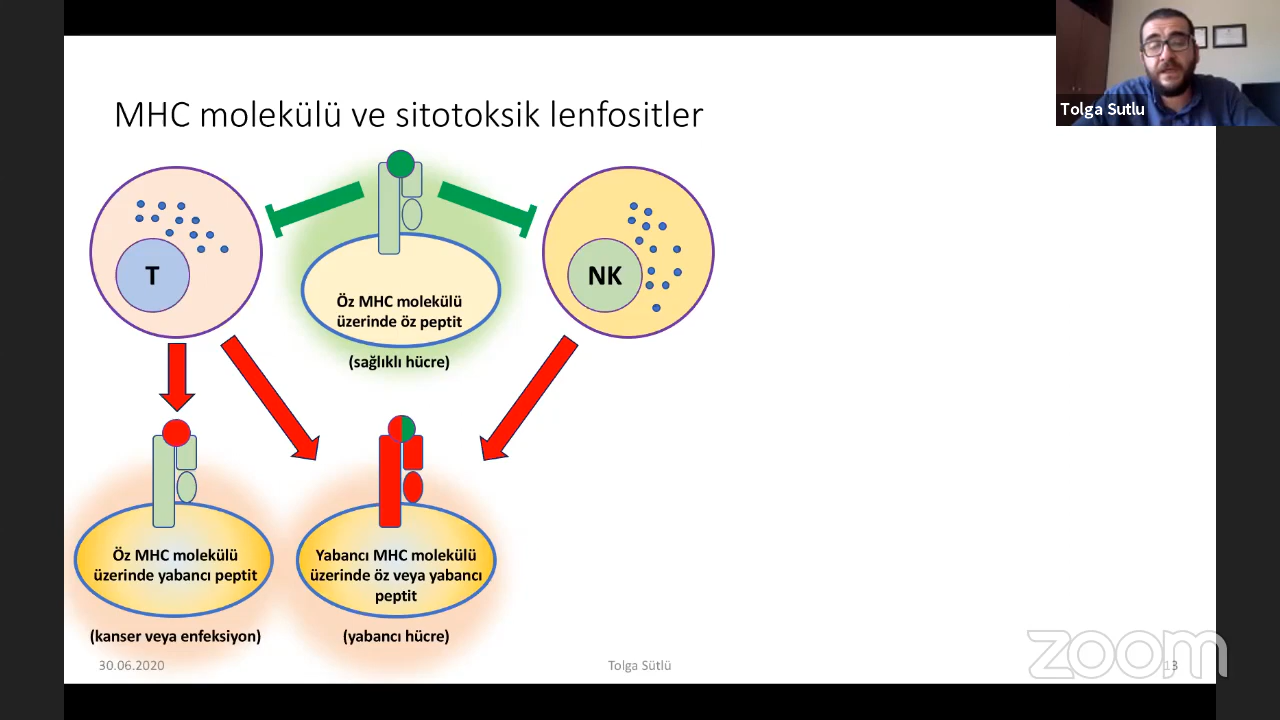 Tolga Sutlu
MHC molekülü ve sitotoksik lenfositler
T
NK
Öz MHC molekülü
üzerinde öz peptit
(sağlıklı hücre)
Öz MHC molekülü
üzerinde yabancı peptit
(kanser veya enfeksiyon)
Yabancı MHC molekülü
üzerinde öz veya yabancı
peptit
(yabancı hücre)
30.06.2020
Tolga Sütlü
13
zoom